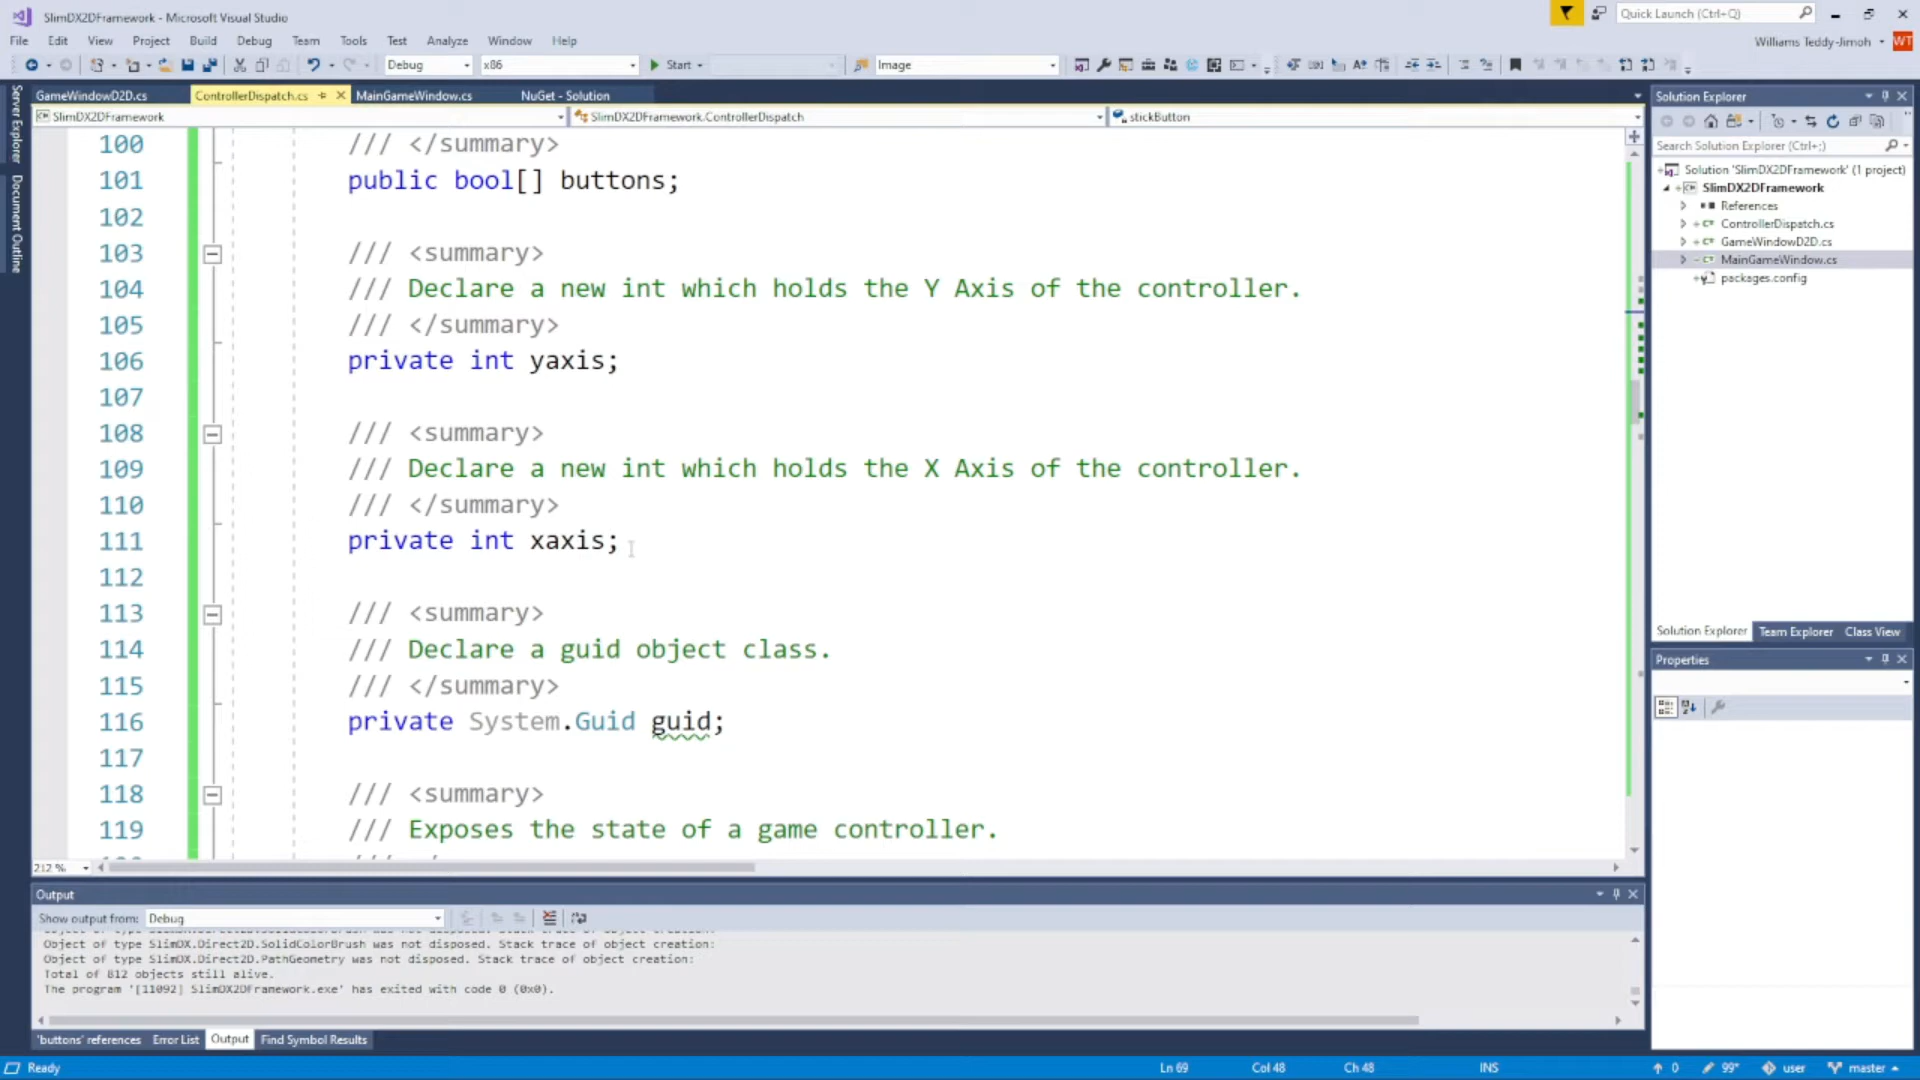 SlimDX2DFramework - Microsoft Visual Studio
Quick Launch (Ctrl+Q)
File Edit View Project Build Debug Team Tools Test Analyze Window Help
Williams Teddy-Jimoh WT
Debug x86 Start Image
Server Explorer
Document Outline
GameWindowD2D.cs ControllerDispatch.cs MainGameWindow.cs NuGet - Solution
SlimDX2DFramework SlimDX2DFramework.ControllerDispatch stickButton
100 /// </summary>
101 public bool[] buttons;
102
103 /// <summary>
104 /// Declare a new int which holds the Y Axis of the controller.
105 /// </summary>
106 private int yaxis;
107
108 /// <summary>
109 /// Declare a new int which holds the X Axis of the controller.
110 /// </summary>
111 private int xaxis;
112
113 /// <summary>
114 /// Declare a guid object class.
115 /// </summary>
116 private System.Guid guid;
117
118 /// <summary>
119 /// Exposes the state of a game controller.
212 %
Output
Show output from: Debug
Object of type SlimDX.Direct2D.SolidColorBrush was not disposed. Stack trace of object creation:
Object of type SlimDX.Direct2D.PathGeometry was not disposed. Stack trace of object creation:
Total of 812 objects still alive.
The program '[11092] SlimDX2DFramework.exe' has exited with code 0 (0x0).
'buttons' references Error List Output Find Symbol Results
Solution Explorer
Search Solution Explorer (Ctrl+;)
Solution 'SlimDX2DFramework' (1 project)
SlimDX2DFramework
References
ControllerDispatch.cs
GameWindowD2D.cs
MainGameWindow.cs
packages.config
Solution Explorer Team Explorer Class View
Properties
Ready Ln 69 Col 48 Ch 48 INS 0 99* user master